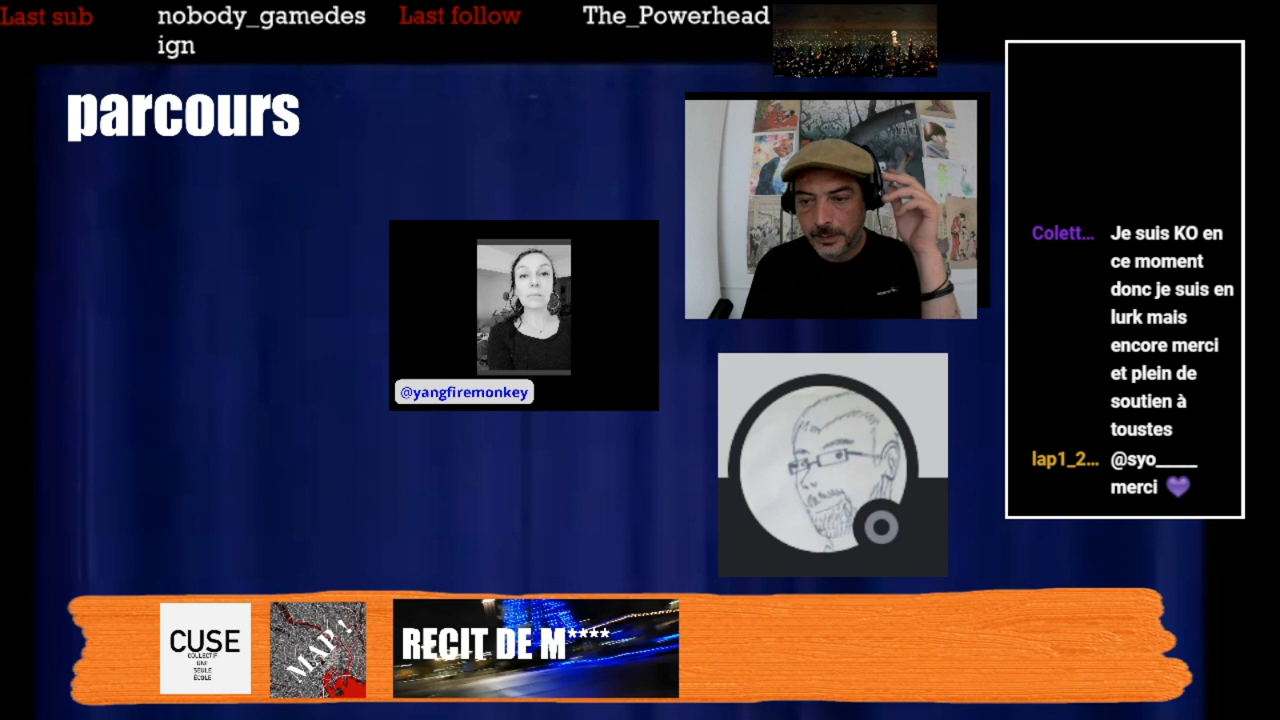 Last sub
nobody_gamedes
ign
Last follow
The_Powerhead
parcours
@yangfiremonkey
Colett...
Je suis KO en
ce moment
donc je suis en
lurk mais
encore merci
et plein de
soutien à
toustes
lap1_2...
@syo____
merci 💜
CUSE
COLLECTIF
UNE
SEULE
ÉCOLE
MAP !
RECIT DE M****